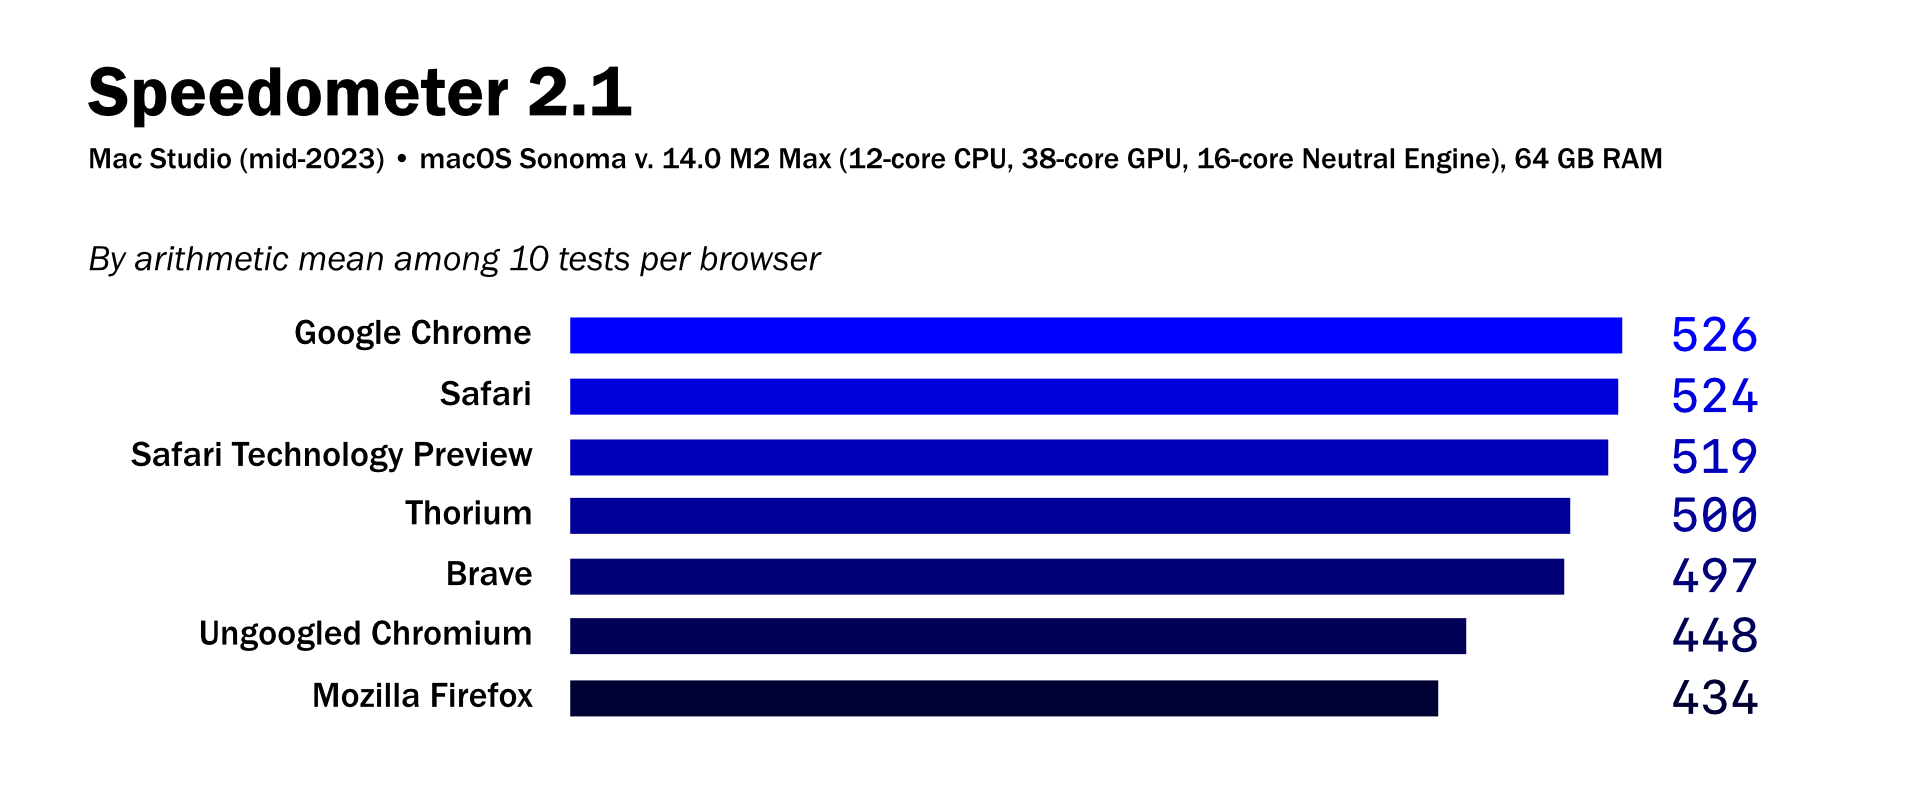 Speedometer 2.1
Mac Studio (mid-2023) • macOS Sonoma v. 14.0 M2 Max (12-core CPU, 38-core GPU, 16-core Neutral Engine), 64 GB RAM
By arithmetic mean among 10 tests per browser
Google Chrome 526
Safari 524
Safari Technology Preview 519
Thorium 500
Brave 497
Ungoogled Chromium 448
Mozilla Firefox 434